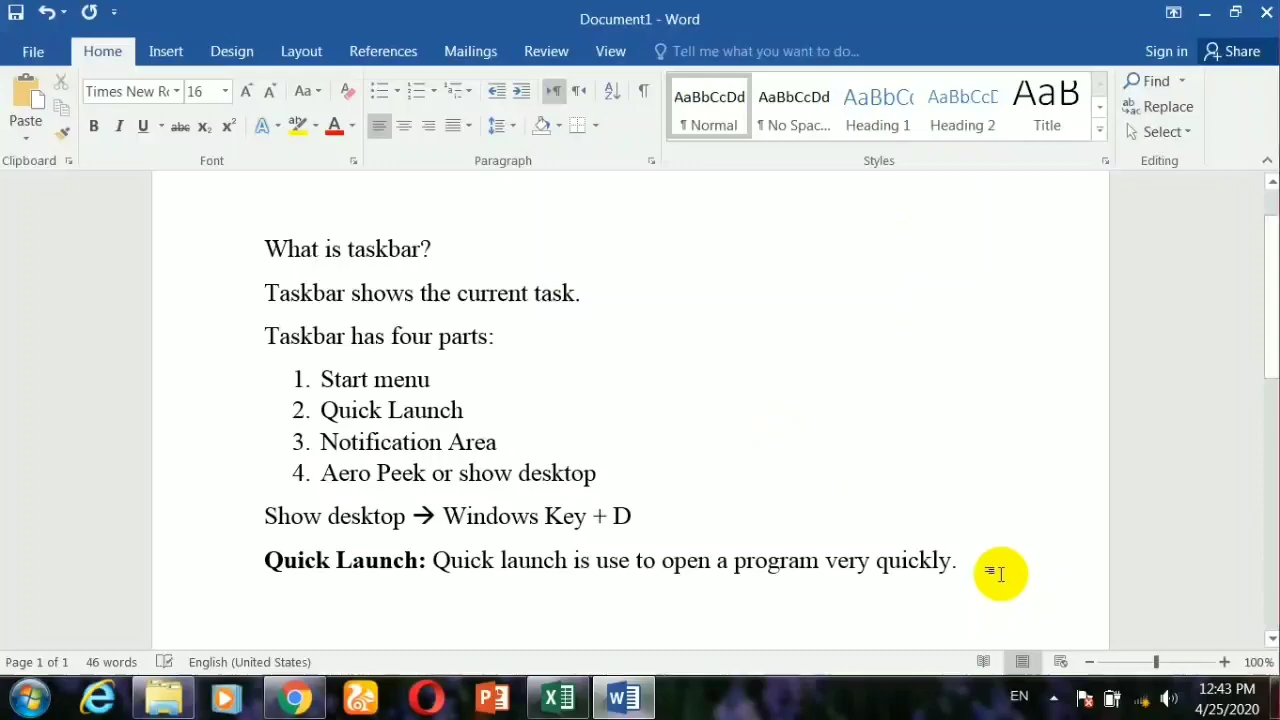 Document1 - Word
File Home Insert Design Layout References Mailings Review View Tell me what you want to do... Sign in Share
Times New Ro 16 Aa AaBbCcDd AaBbCcDd AaBbCc AaBbCcD AaB Find
Paste Replace
B I U abc x₂ x² A ¶ Normal ¶ No Spac... Heading 1 Heading 2 Title Select
Clipboard Font Paragraph Styles Editing
What is taskbar?
Taskbar shows the current task.
Taskbar has four parts:
1. Start menu
2. Quick Launch
3. Notification Area
4. Aero Peek or show desktop
Show desktop → Windows Key + D
Quick Launch: Quick launch is use to open a program very quickly.
Page 1 of 1 46 words English (United States) 100%
EN 12:43 PM
4/25/2020